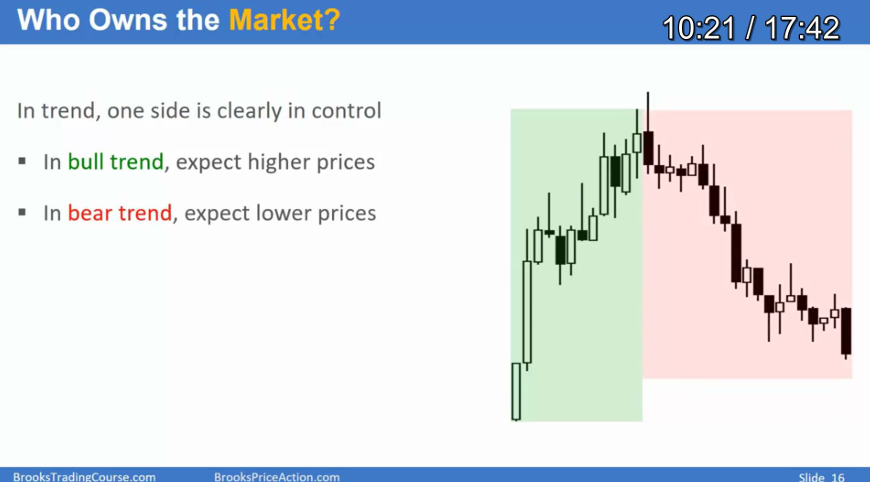 Who Owns the Market?
10:21 / 17:42
In trend, one side is clearly in control
▪ In bull trend, expect higher prices
▪ In bear trend, expect lower prices
BrooksTradingCourse.com
BrooksPriceAction.com
Slide 16